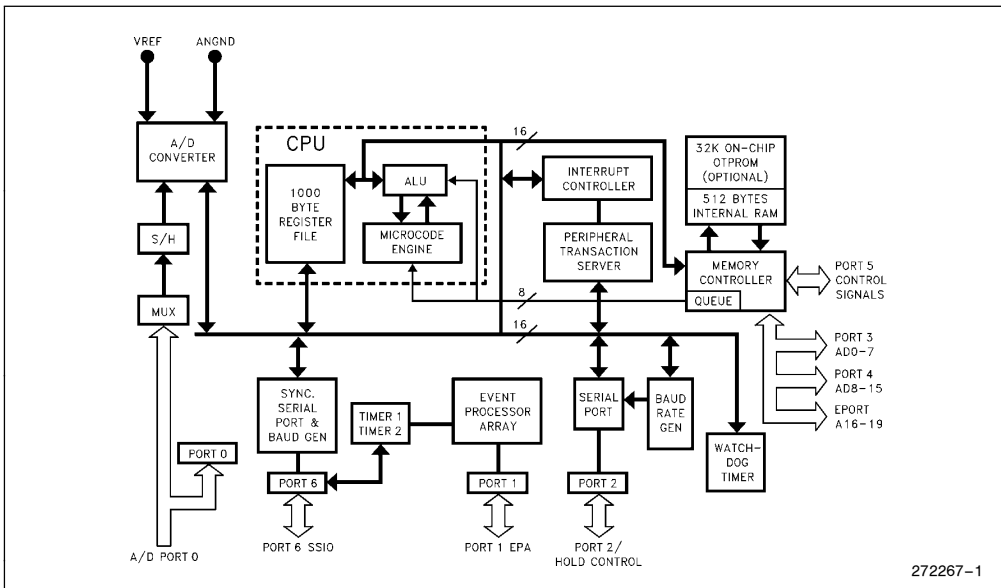 VREF
ANGND
A/D
CONVERTER
S/H
MUX
PORT 0
A/D PORT 0
CPU
1000
BYTE
REGISTER
FILE
ALU
MICROCODE
ENGINE
16
INTERRUPT
CONTROLLER
PERIPHERAL
TRANSACTION
SERVER
32K ON-CHIP
OTPROM
(OPTIONAL)
512 BYTES
INTERNAL RAM
MEMORY
CONTROLLER
QUEUE
PORT 5
CONTROL
SIGNALS
8
16
PORT 3
AD0-7
PORT 4
AD8-15
EPORT
A16-19
SYNC.
SERIAL
PORT &
BAUD GEN
TIMER 1
TIMER 2
EVENT
PROCESSOR
ARRAY
SERIAL
PORT
BAUD
RATE
GEN
WATCH-
DOG
TIMER
PORT 6
PORT 1
PORT 2
PORT 6 SSIO
PORT 1 EPA
PORT 2/
HOLD CONTROL
272267-1